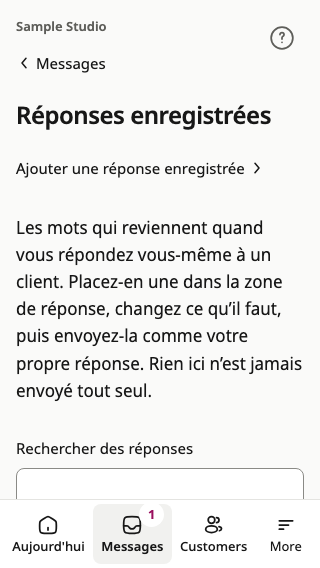 Sample Studio
Messages
Réponses enregistrées
Ajouter une réponse enregistrée
Les mots qui reviennent quand
vous répondez vous-même à un
client. Placez-en une dans la zone
de réponse, changez ce qu’il faut,
puis envoyez-la comme votre
propre réponse. Rien ici n’est jamais
envoyé tout seul.
Rechercher des réponses
1
Aujourd'hui
Messages
Customers
More